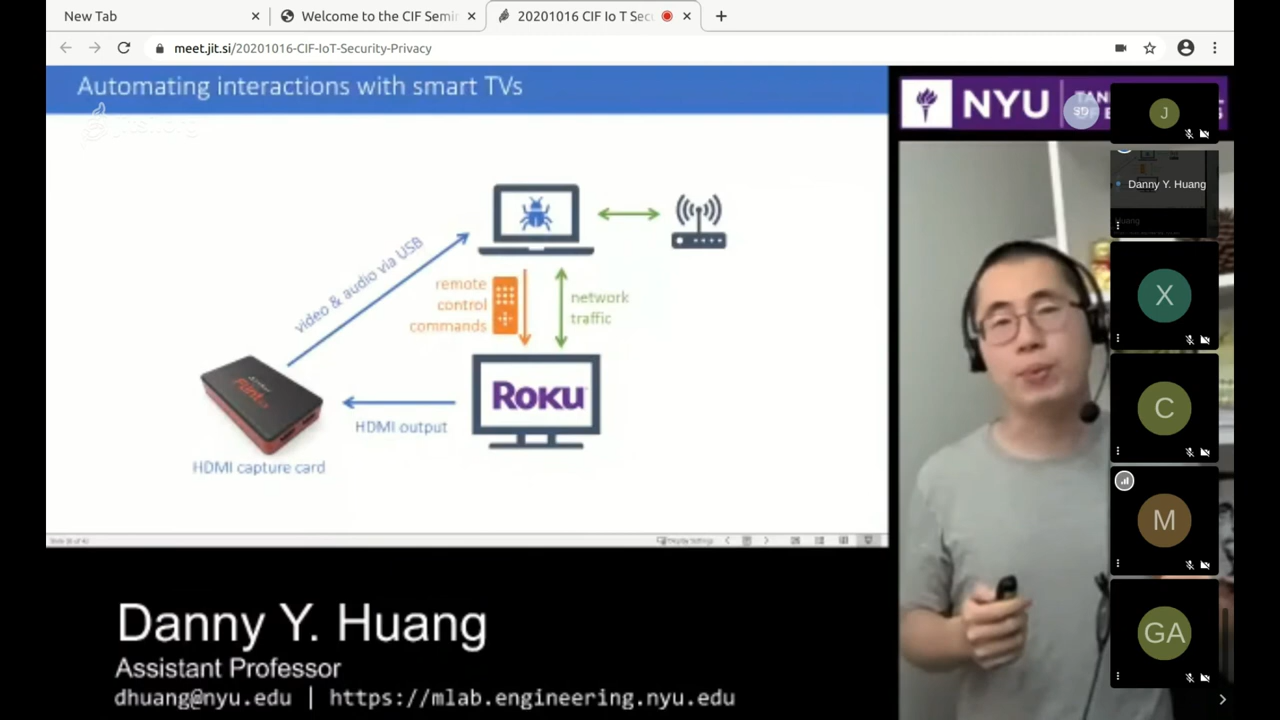 New Tab
Welcome to the CIF Semi
20201016 CIF Io T Sec
meet.jit.si/20201016-CIF-IoT-Security-Privacy
Automating interactions with smart TVs
NYU
TAN
SD
J
Danny Y. Huang
video & audio via USB
remote
control
commands
network
traffic
X
ROKU
HDMI output
HDMI capture card
C
M
GA
Danny Y. Huang
Assistant Professor
dhuang@nyu.edu | https://mlab.engineering.nyu.edu